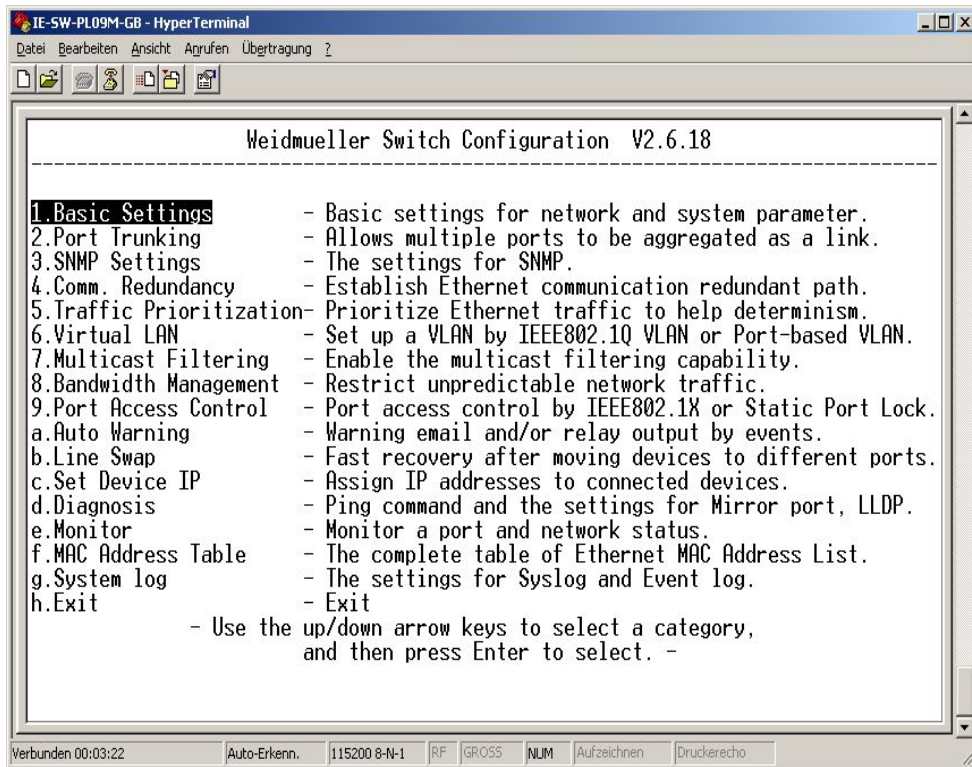 IE-SW-PL09M-GB - HyperTerminal
Datei Bearbeiten Ansicht Anrufen Übertragung ?
Weidmueller Switch Configuration V2.6.18
1.Basic Settings - Basic settings for network and system parameter.
2.Port Trunking - Allows multiple ports to be aggregated as a link.
3.SNMP Settings - The settings for SNMP.
4.Comm. Redundancy - Establish Ethernet communication redundant path.
5.Traffic Prioritization- Prioritize Ethernet traffic to help determinism.
6.Virtual LAN - Set up a VLAN by IEEE802.1Q VLAN or Port-based VLAN.
7.Multicast Filtering - Enable the multicast filtering capability.
8.Bandwidth Management - Restrict unpredictable network traffic.
9.Port Access Control - Port access control by IEEE802.1X or Static Port Lock.
a.Auto Warning - Warning email and/or relay output by events.
b.Line Swap - Fast recovery after moving devices to different ports.
c.Set Device IP - Assign IP addresses to connected devices.
d.Diagnosis - Ping command and the settings for Mirror port, LLDP.
e.Monitor - Monitor a port and network status.
f.MAC Address Table - The complete table of Ethernet MAC Address List.
g.System log - The settings for Syslog and Event log.
h.Exit - Exit
- Use the up/down arrow keys to select a category,
and then press Enter to select. -
Verbunden 00:03:22 Auto-Erkenn. 115200 8-N-1 RF GROSS NUM Aufzeichnen Druckerecho